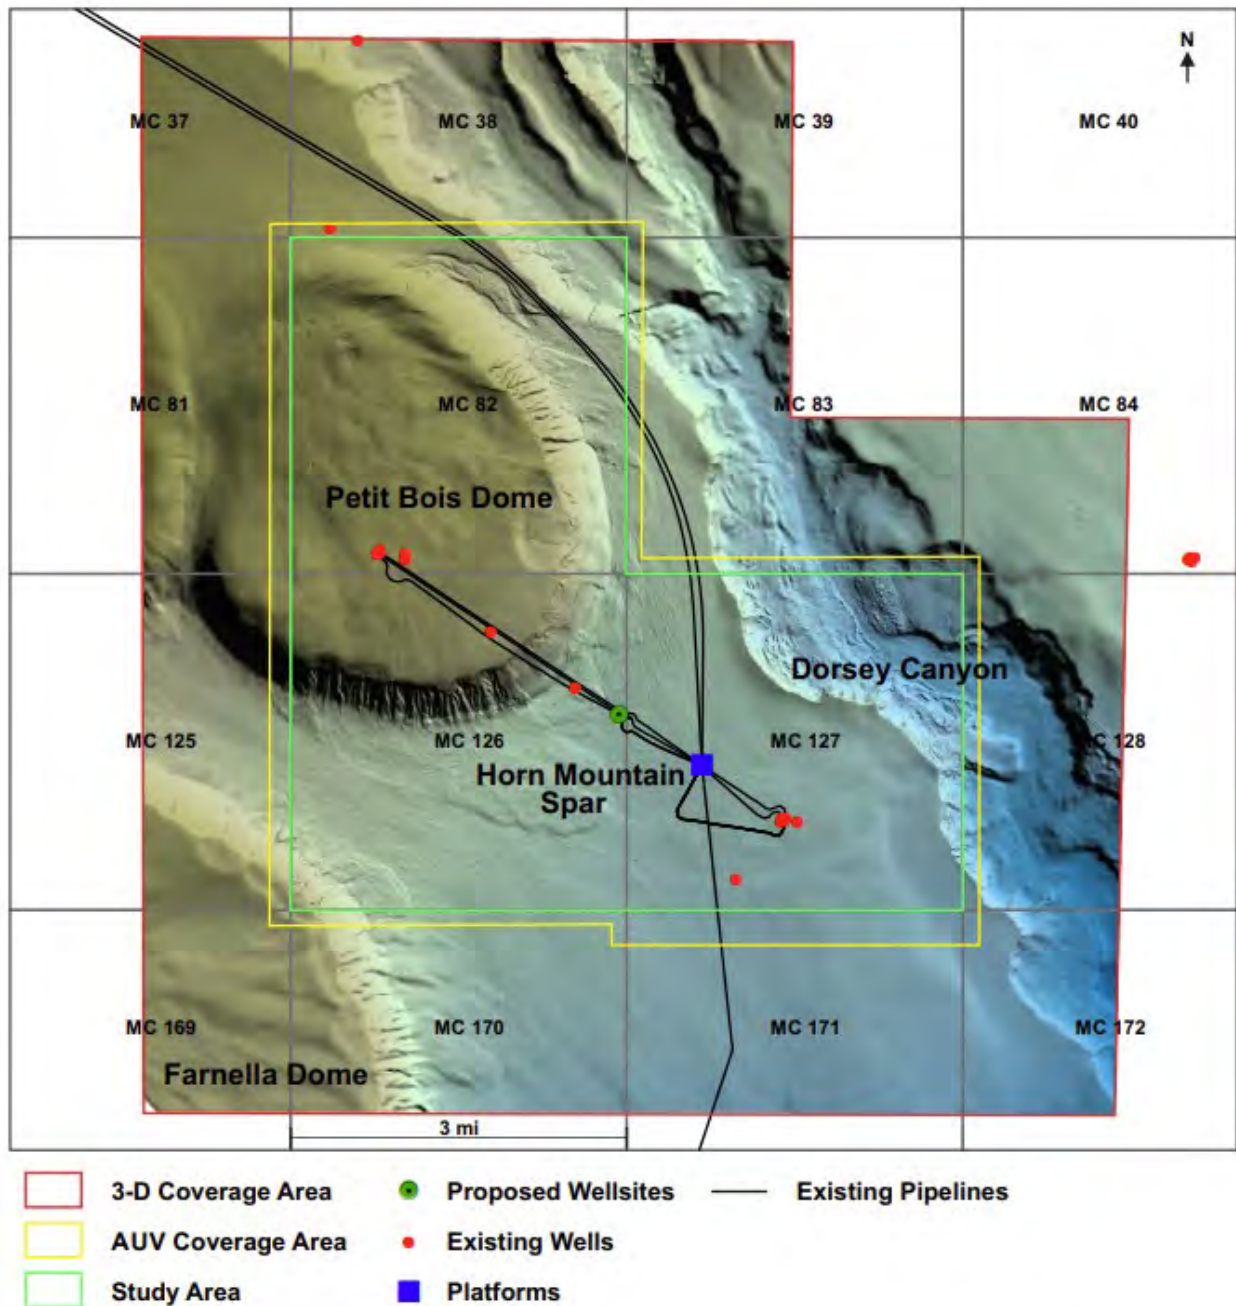 N
MC 37
MC 38
MC 39
MC 40
MC 81
MC 82
MC 83
MC 84
Petit Bois Dome
Dorsey Canyon
MC 125
MC 126
MC 127
128
Horn Mountain
Spar
MC 169
MC 170
MC 171
MC 172
Farnella Dome
3 mi
3-D Coverage Area
Proposed Wellsites
Existing Pipelines
AUV Coverage Area
Existing Wells
Study Area
Platforms